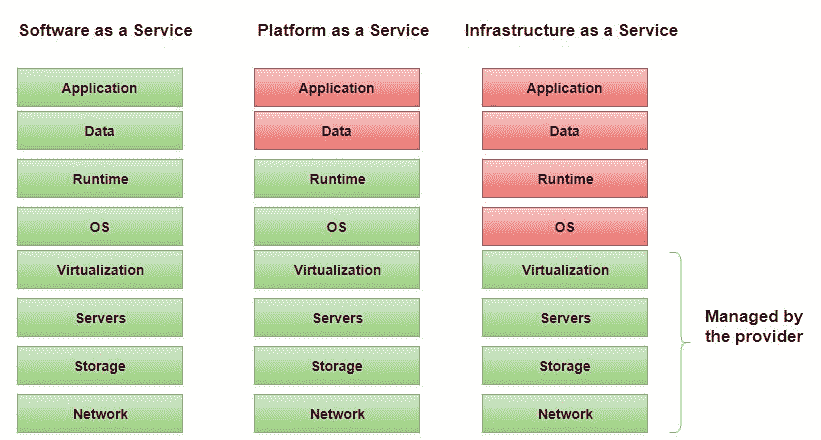 Software as a Service
Platform as a Service
Infrastructure as a Service
Application
Application
Application
Data
Data
Data
Runtime
Runtime
Runtime
OS
OS
OS
Virtualization
Virtualization
Virtualization
Servers
Servers
Servers
Managed by
the provider
Storage
Storage
Storage
Network
Network
Network